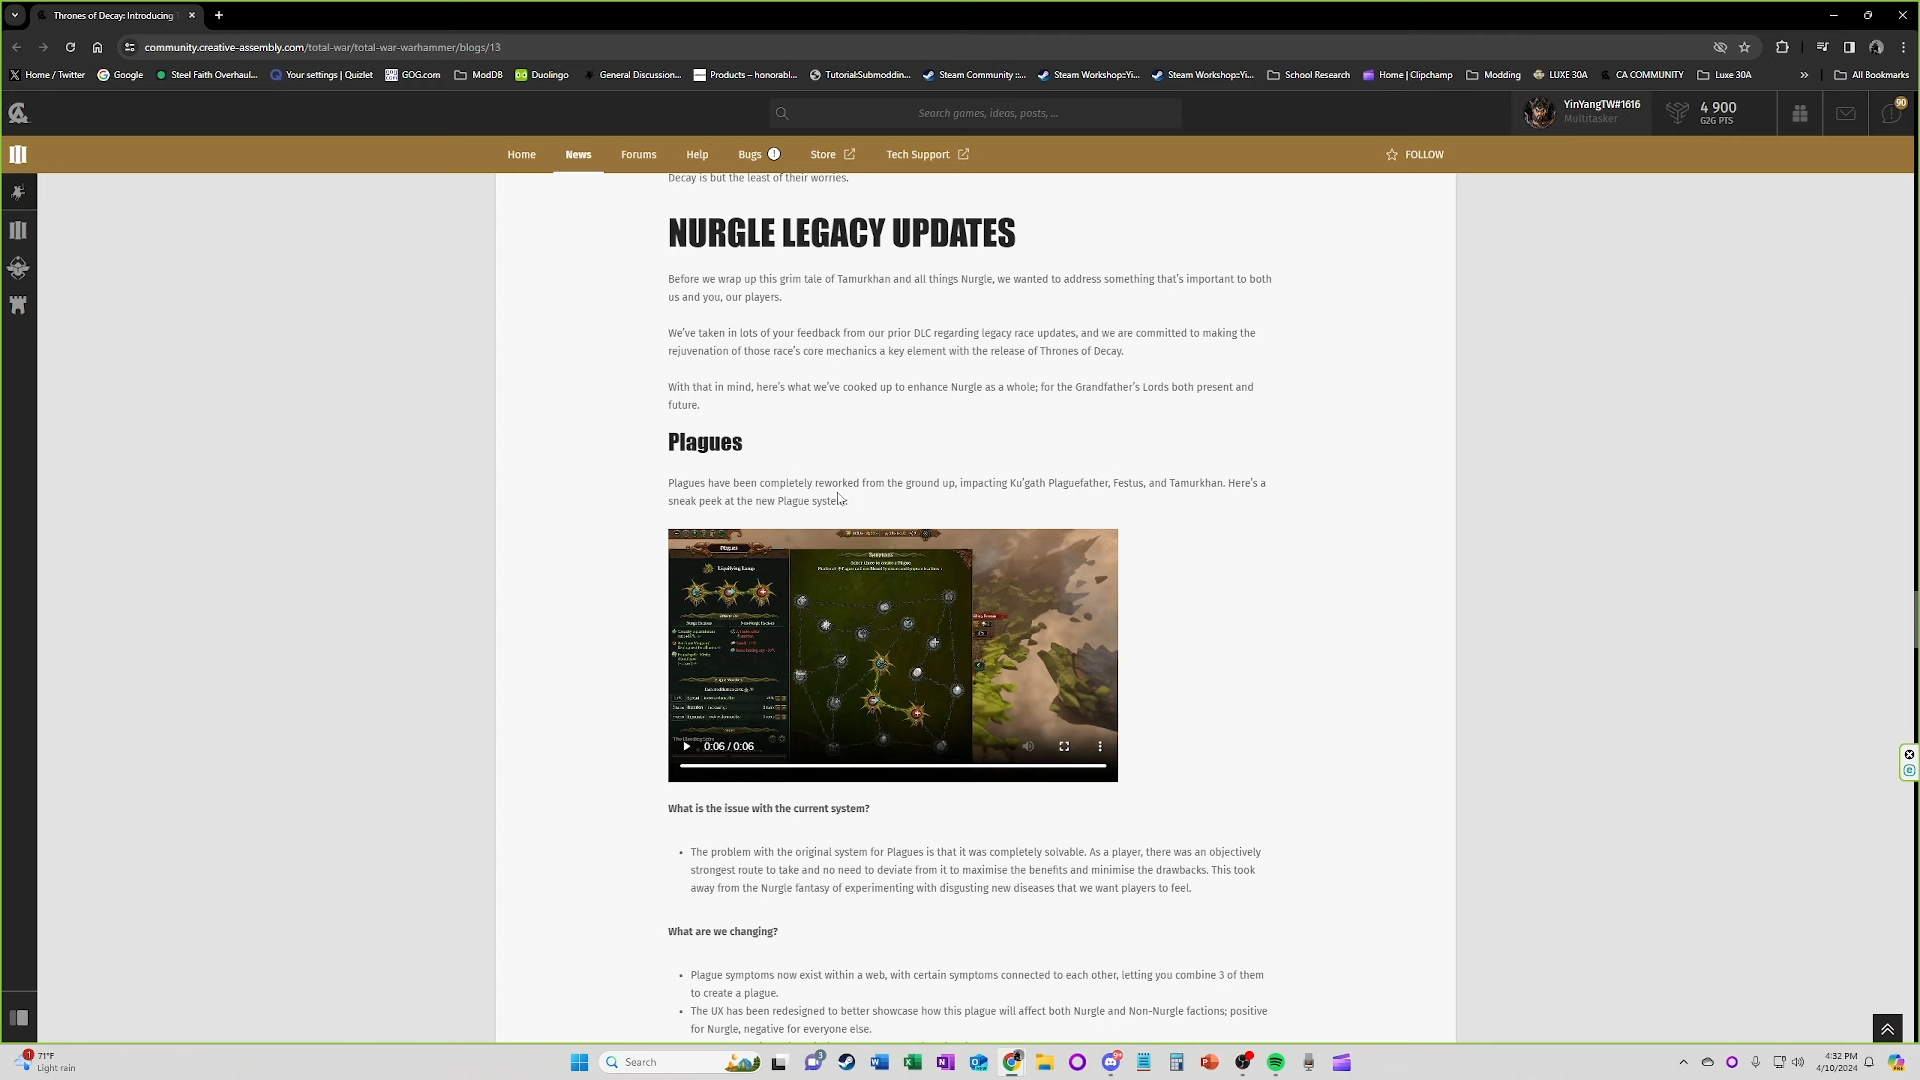 Thrones of Decay: Introducing T
community.creative-assembly.com/total-war/total-war-warhammer/blogs/13
Home / Twitter
Google
Steel Faith Overhaul...
Your settings | Quizlet
GOG.com
ModDB
Duolingo
General Discussion...
Products – honorabl...
Tutorial:Submoddin...
Steam Community ::...
Steam Workshop::Yi...
Steam Workshop::Yi...
School Research
Home | Clipchamp
Modding
LUXE 30A
CA COMMUNITY
Luxe 30A
»
All Bookmarks
Search games, ideas, posts, ...
YinYangTW#1616
Multitasker
4 900
G2G PTS
90
Home
News
Forums
Help
Bugs
Store
Tech Support
FOLLOW
Decay is but the least of their worries.
NURGLE LEGACY UPDATES
Before we wrap up this grim tale of Tamurkhan and all things Nurgle, we wanted to address something that's important to both
us and you, our players.
We've taken in lots of your feedback from our prior DLC regarding legacy race updates, and we are committed to making the
rejuvenation of those race's core mechanics a key element with the release of Thrones of Decay.
With that in mind, here's what we've cooked up to enhance Nurgle as a whole; for the Grandfather's Lords both present and
future.
Plagues
Plagues have been completely reworked from the ground up, impacting Ku'gath Plaguefather, Festus, and Tamurkhan. Here's a
sneak peek at the new Plague system:
Plagues
Liquifying Lungs
Symptoms
Select three to create a Plague.
0:06 / 0:06
What is the issue with the current system?
• The problem with the original system for Plagues is that it was completely solvable. As a player, there was an objectively
strongest route to take and no need to deviate from it to maximise the benefits and minimise the drawbacks. This took
away from the Nurgle fantasy of experimenting with disgusting new diseases that we want players to feel.
What are we changing?
• Plague symptoms now exist within a web, with certain symptoms connected to each other, letting you combine 3 of them
to create a plague.
• The UX has been redesigned to better showcase how this plague will affect both Nurgle and Non-Nurgle factions; positive
for Nurgle, negative for everyone else.
1
71°F
Light rain
Search
3
4:32 PM
4/10/2024